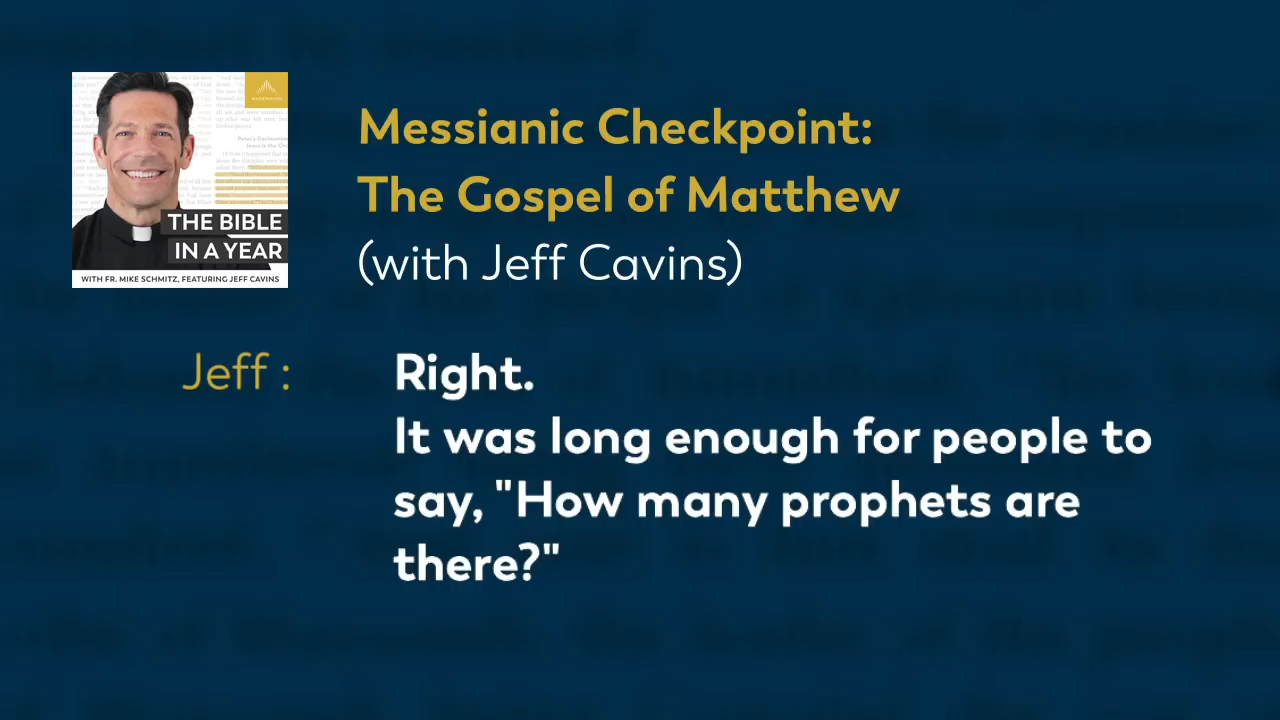 THE BIBLE
IN A YEAR
WITH FR. MIKE SCHMITZ, FEATURING JEFF CAVINS
Messianic Checkpoint:
The Gospel of Matthew
(with Jeff Cavins)
Jeff :
Right.
It was long enough for people to
say, "How many prophets are
there?"